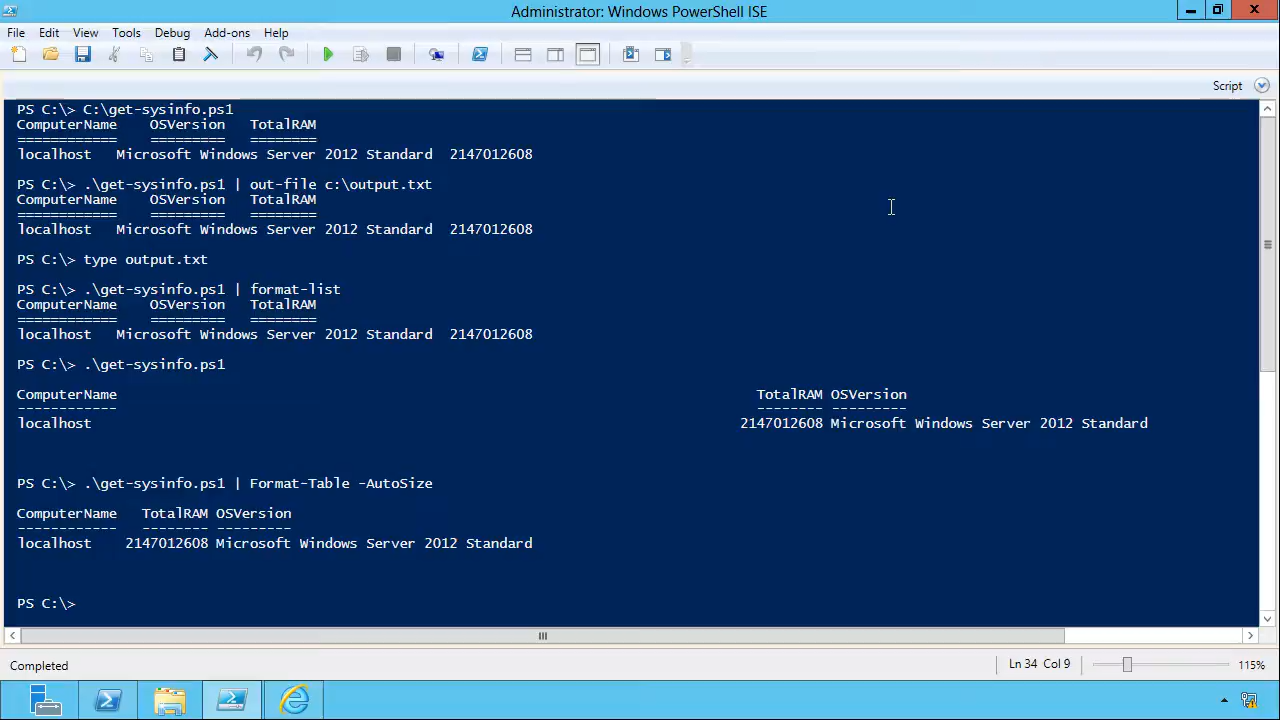 Administrator: Windows PowerShell ISE
File Edit View Tools Debug Add-ons Help
Script
PS C:\> C:\get-sysinfo.ps1
ComputerName    OSVersion   TotalRAM
============    =========   ========
localhost   Microsoft Windows Server 2012 Standard  2147012608
PS C:\> .\get-sysinfo.ps1 | out-file c:\output.txt
ComputerName    OSVersion   TotalRAM
============    =========   ========
localhost   Microsoft Windows Server 2012 Standard  2147012608
PS C:\> type output.txt
PS C:\> .\get-sysinfo.ps1 | format-list
ComputerName    OSVersion   TotalRAM
============    =========   ========
localhost   Microsoft Windows Server 2012 Standard  2147012608
PS C:\> .\get-sysinfo.ps1
ComputerName TotalRAM OSVersion
------------ -------- ---------
localhost 2147012608 Microsoft Windows Server 2012 Standard
PS C:\> .\get-sysinfo.ps1 | Format-Table -AutoSize
ComputerName   TotalRAM OSVersion
------------   -------- ---------
localhost    2147012608 Microsoft Windows Server 2012 Standard
PS C:\>
Completed Ln 34 Col 9 115%